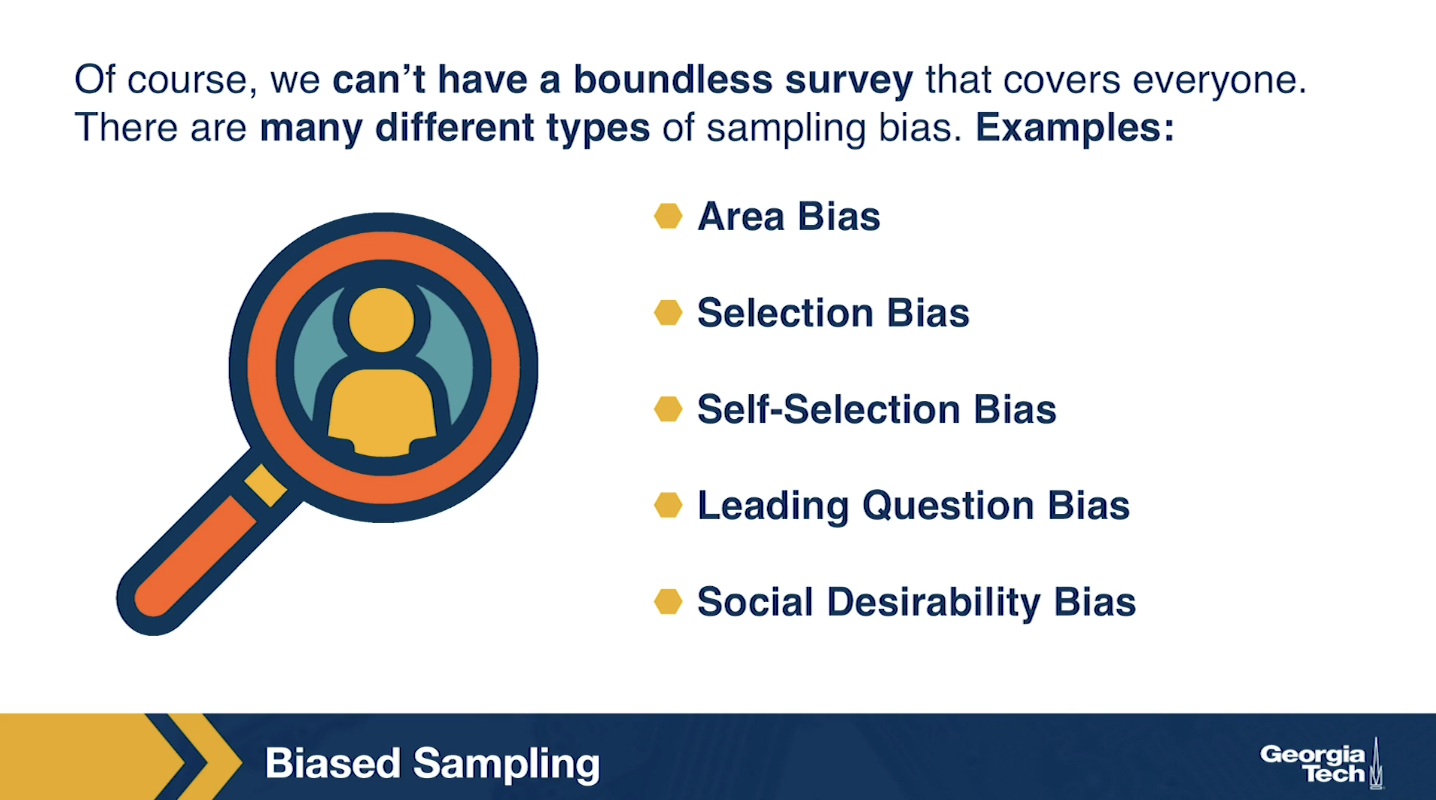 Of course, we can’t have a boundless survey that covers everyone.
There are many different types of sampling bias. Examples:
Area Bias
Selection Bias
Self-Selection Bias
Leading Question Bias
Social Desirability Bias
Biased Sampling
Georgia
Tech